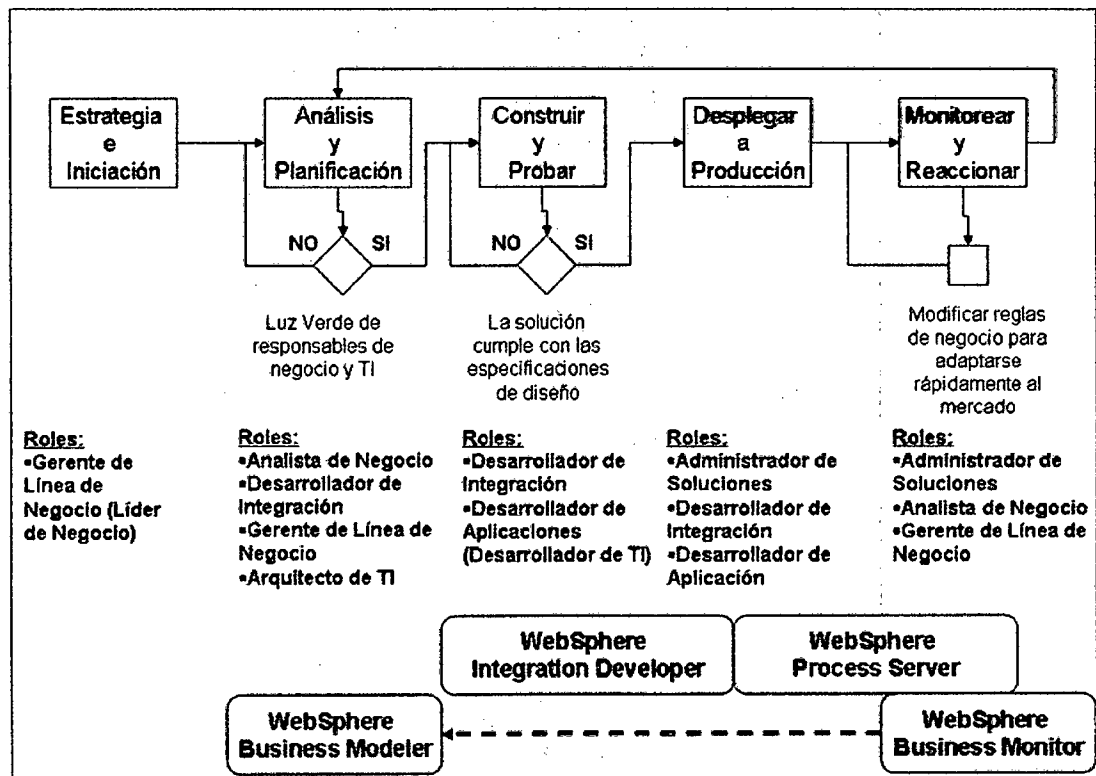 Estrategia
e
Iniciación
Análisis
y
Planificación
Construir
y
Probar
Desplegar
a
Producción
Monitorear
y
Reaccionar
NO
SI
NO
SI
Luz Verde de
responsables de
negocio y TI
La solución
cumple con las
especificaciones
de diseño
Modificar reglas
de negocio para
adaptarse
rápidamente al
mercado
Roles:
▪Gerente de
Línea de
Negocio (Líder
de Negocio)
Roles:
▪Analista de Negocio
▪Desarrollador de
Integración
▪Gerente de Línea de
Negocio
▪Arquitecto de TI
Roles:
▪Desarrollador de
Integración
▪Desarrollador de
Aplicaciones
(Desarrollador de TI)
Roles:
▪Administrador de
Soluciones
▪Desarrollador de
Integración
▪Desarrollador de
Aplicación
Roles:
▪Administrador de
Soluciones
▪Analista de Negocio
▪Gerente de Línea de
Negocio
WebSphere
Integration Developer
WebSphere
Process Server
WebSphere
Business Modeler
WebSphere
Business Monitor